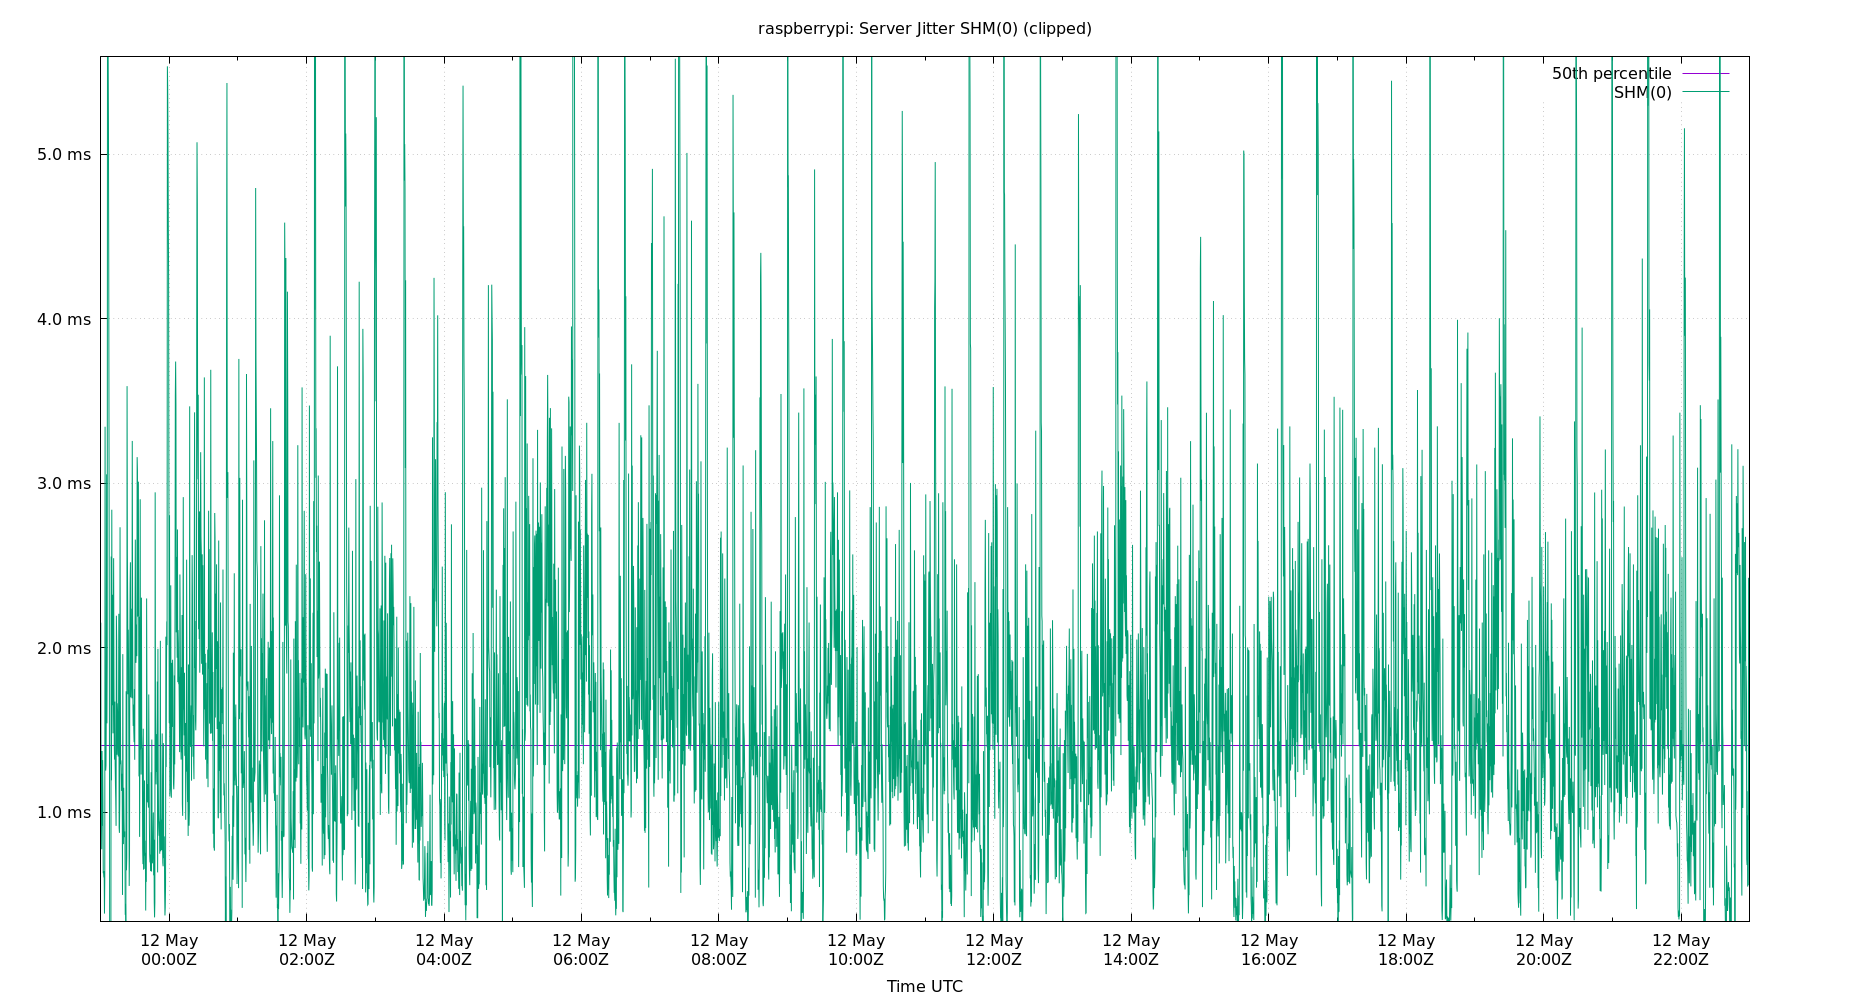 raspberrypi: Server Jitter SHM(0) (clipped)
50th percentile
SHM(0)
5.0 ms
4.0 ms
3.0 ms
2.0 ms
1.0 ms
12 May 12 May 12 May 12 May 12 May 12 May 12 May 12 May 12 May 12 May 12 May 12 May
00:00Z 02:00Z 04:00Z 06:00Z 08:00Z 10:00Z 12:00Z 14:00Z 16:00Z 18:00Z 20:00Z 22:00Z
Time UTC